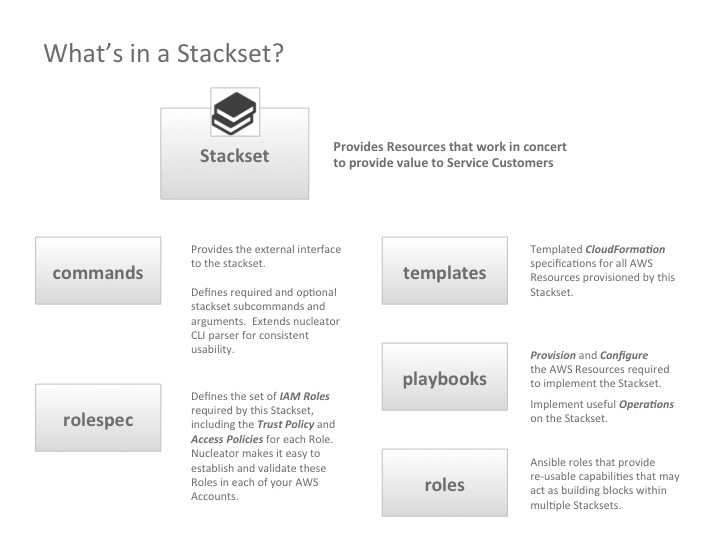 What's in a Stackset?
Stackset
Provides Resources that work in concert
to provide value to Service Customers
commands
Provides the external interface
to the stackset.
Defines required and optional
stackset subcommands and
arguments.  Extends nucleator
CLI parser for consistent
usability.
rolespec
Defines the set of IAM Roles
required by this Stackset,
including the Trust Policy and
Access Policies for each Role.
Nucleator makes it easy to
establish and validate these
Roles in each of your AWS
Accounts.
templates
Templated CloudFormation
specifications for all AWS
Resources provisioned by this
Stackset.
playbooks
Provision and Configure
the AWS Resources required
to implement the Stackset.
Implement useful Operations
on the Stackset.
roles
Ansible roles that provide
re-usable capabilities that may
act as building blocks within
multiple Stacksets.